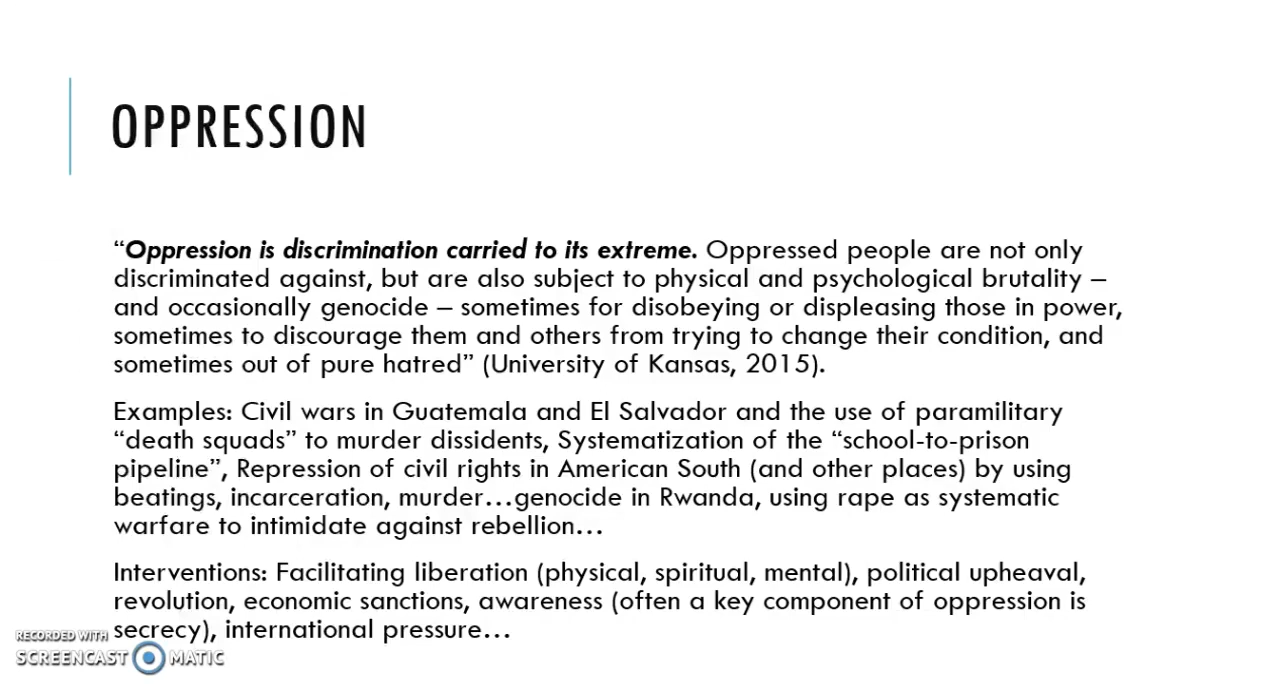 OPPRESSION
“Oppression is discrimination carried to its extreme. Oppressed people are not only
discriminated against, but are also subject to physical and psychological brutality –
and occasionally genocide – sometimes for disobeying or displeasing those in power,
sometimes to discourage them and others from trying to change their condition, and
sometimes out of pure hatred” (University of Kansas, 2015).
Examples: Civil wars in Guatemala and El Salvador and the use of paramilitary
“death squads” to murder dissidents, Systematization of the “school-to-prison
pipeline”, Repression of civil rights in American South (and other places) by using
beatings, incarceration, murder…genocide in Rwanda, using rape as systematic
warfare to intimidate against rebellion…
Interventions: Facilitating liberation (physical, spiritual, mental), political upheaval,
revolution, economic sanctions, awareness (often a key component of oppression is
secrecy), international pressure…
RECORDED WITH
SCREENCAST MATIC